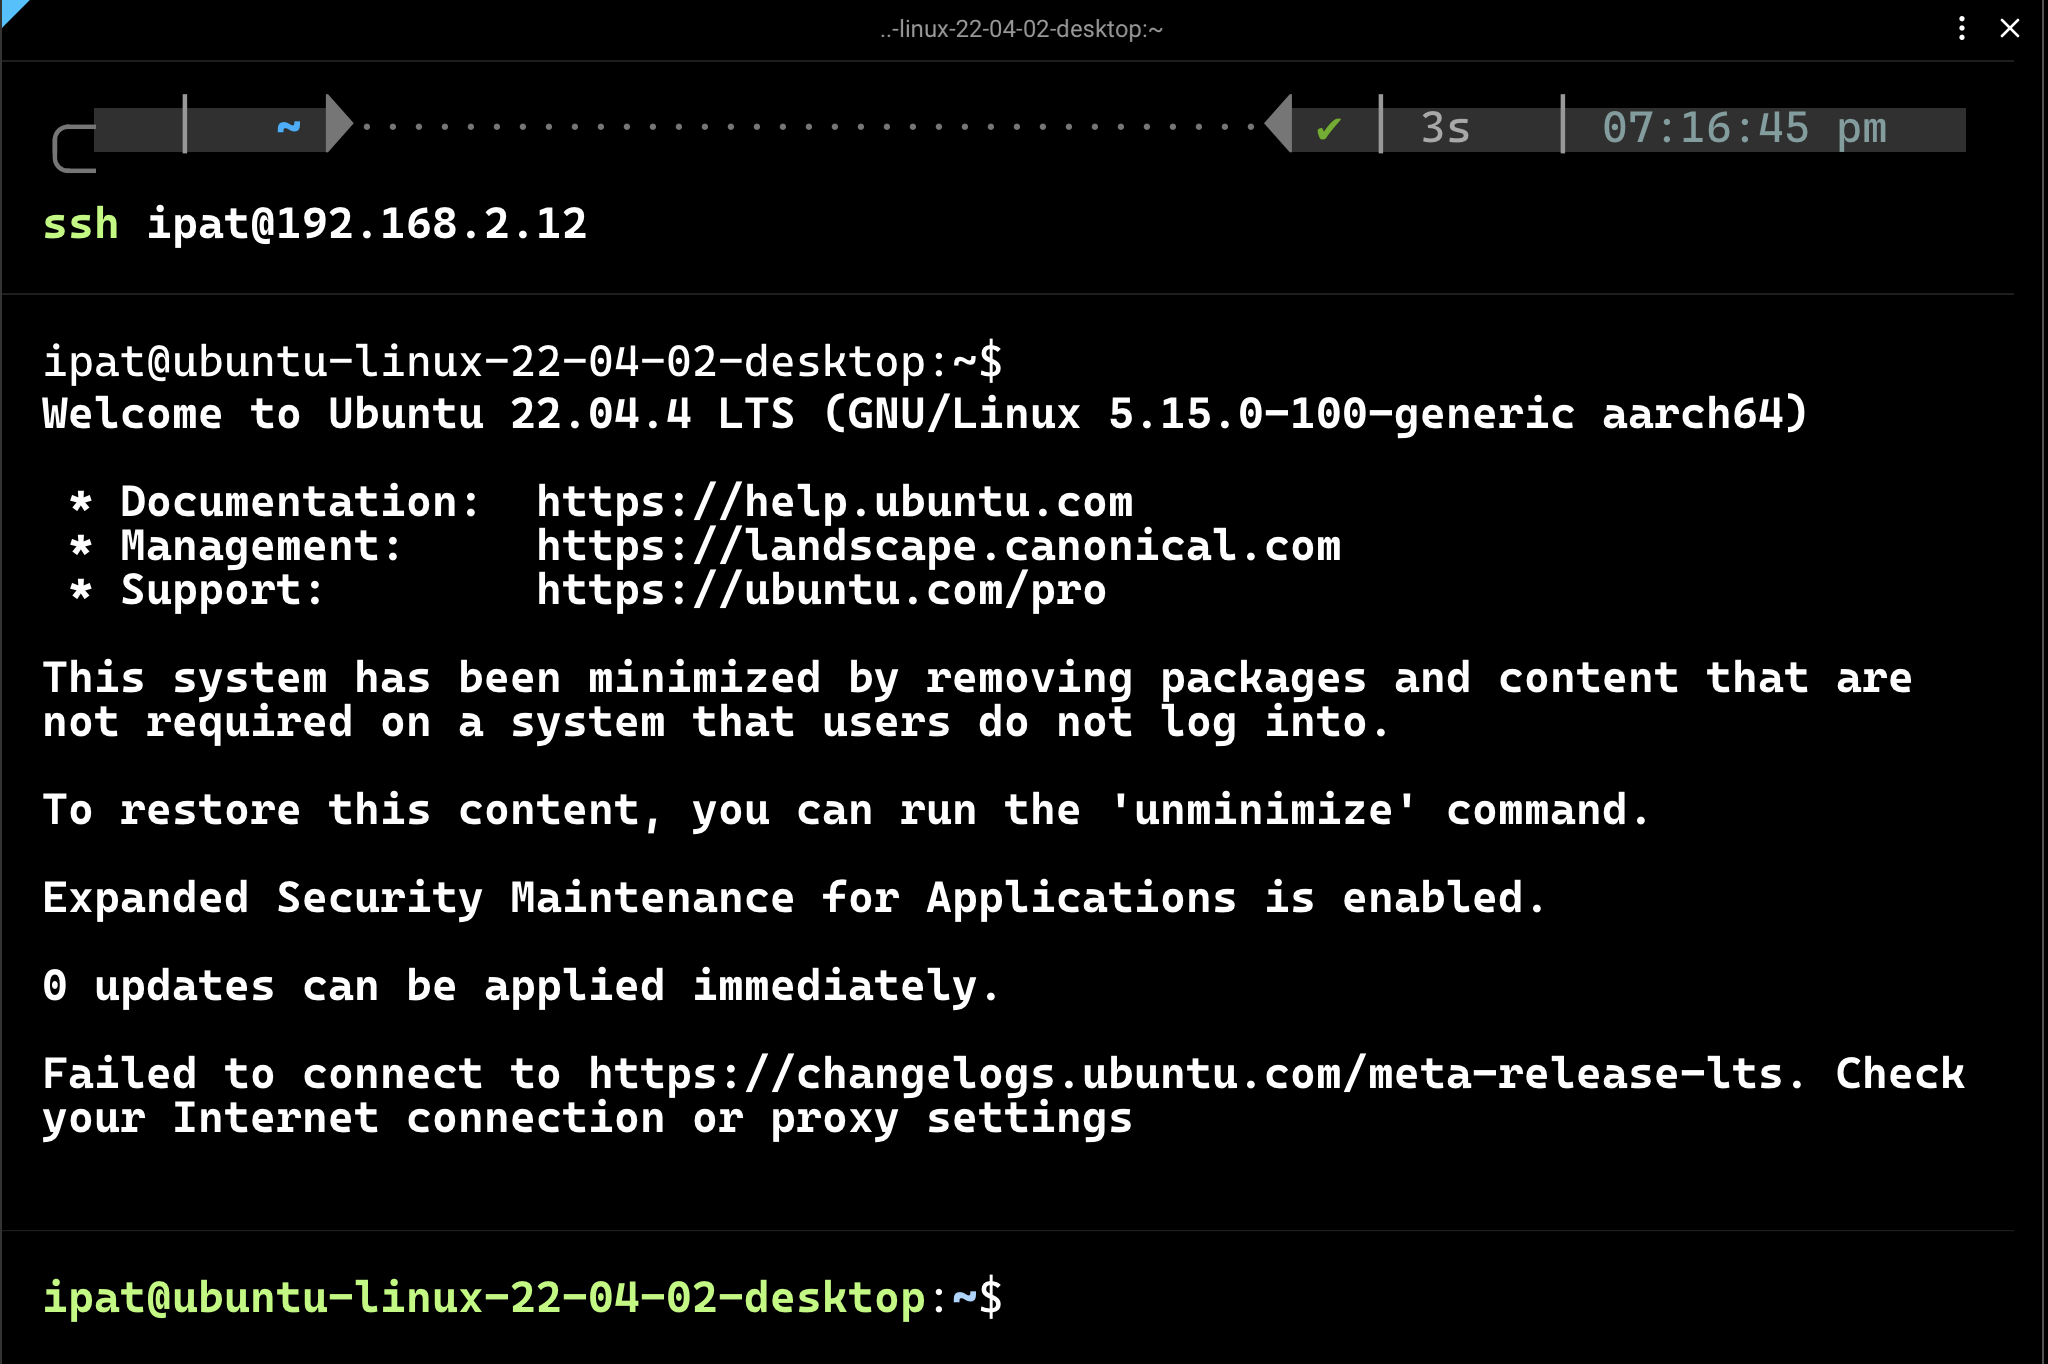 ..-linux-22-04-02-desktop:~
~ ✔ 3s 07:16:45 pm
ssh ipat@192.168.2.12
ipat@ubuntu-linux-22-04-02-desktop:~$
Welcome to Ubuntu 22.04.4 LTS (GNU/Linux 5.15.0-100-generic aarch64)
* Documentation:  https://help.ubuntu.com
* Management:     https://landscape.canonical.com
* Support:        https://ubuntu.com/pro
This system has been minimized by removing packages and content that are
not required on a system that users do not log into.
To restore this content, you can run the 'unminimize' command.
Expanded Security Maintenance for Applications is enabled.
0 updates can be applied immediately.
Failed to connect to https://changelogs.ubuntu.com/meta-release-lts. Check
your Internet connection or proxy settings
ipat@ubuntu-linux-22-04-02-desktop:~$